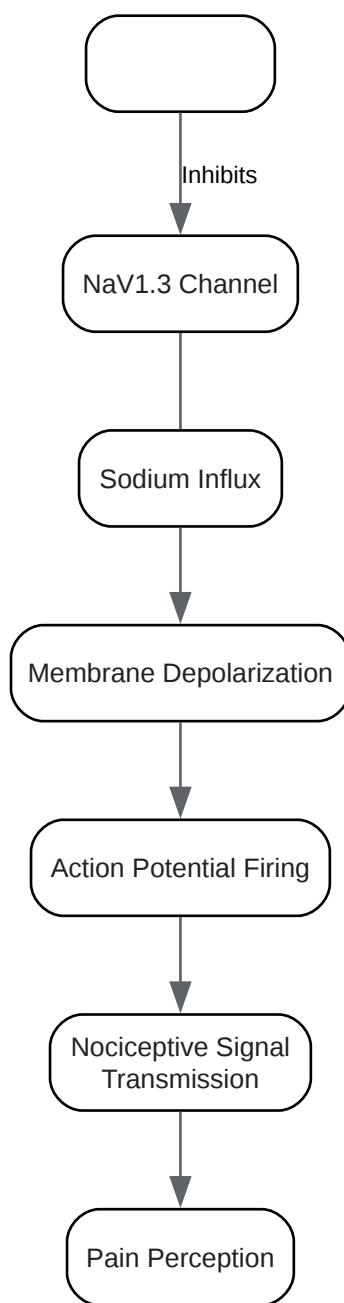 Inhibits
NaV1.3 Channel
Sodium Influx
Membrane Depolarization
Action Potential Firing
Nociceptive Signal
Transmission
Pain Perception